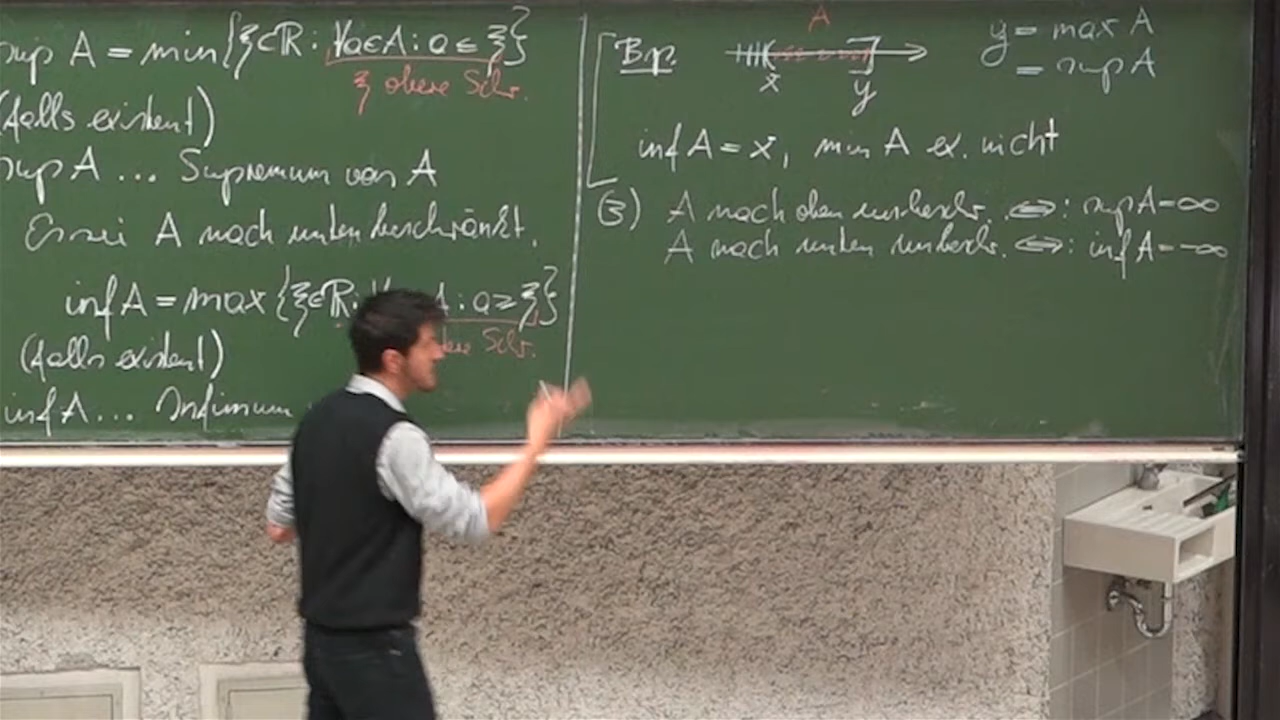 sup A = min{ξ∈ℝ : ∀a∈A : a ≤ ξ}
ξ obere Schr.
(falls existent)
sup A ... Supremum von A
Es sei A nach unten beschränkt.
inf A = max{ξ∈ℝ : A : a ≥ ξ}
Schr.
(falls existent)
inf A ... Infimum
Bsp.
A
x
y
y = max A
= sup A
inf A = x, min A ex. nicht
(3) A nach oben unbeschr. ⇔: sup A = ∞
A nach unten unbeschr. ⇔: inf A = -∞